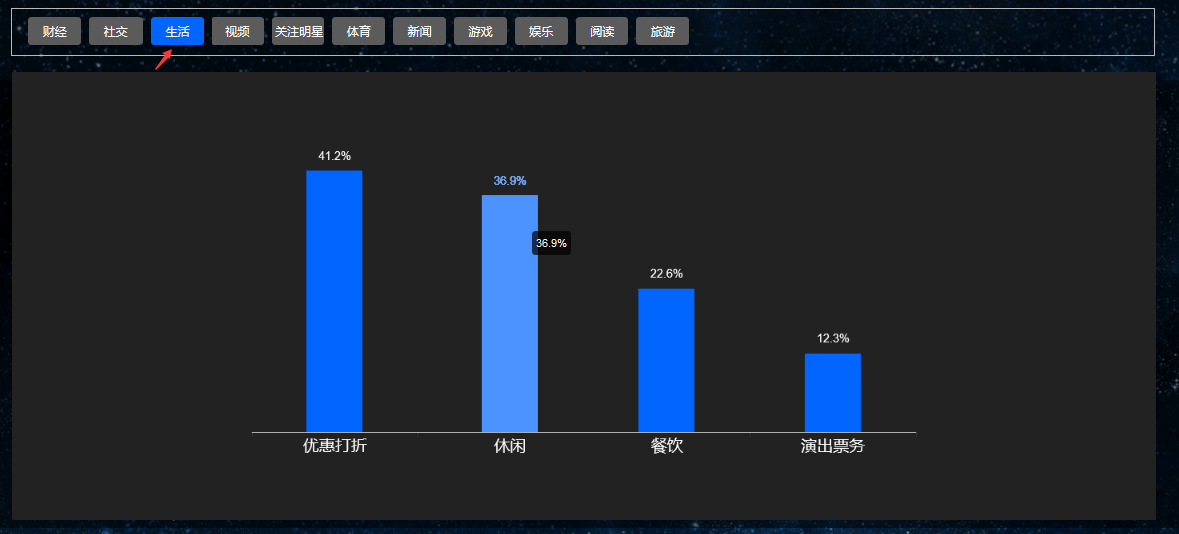 财经 社交 生活 视频 关注明星 体育 新闻 游戏 娱乐 阅读 旅游
41.2%
36.9%
36.9%
22.6%
12.3%
优惠打折 休闲 餐饮 演出票务